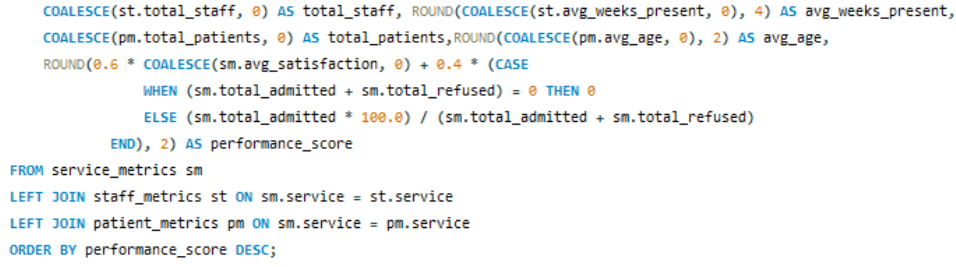 COALESCE(st.total_staff, 0) AS total_staff, ROUND(COALESCE(st.avg_weeks_present, 0), 4) AS avg_weeks_present,
COALESCE(pm.total_patients, 0) AS total_patients,ROUND(COALESCE(pm.avg_age, 0), 2) AS avg_age,
ROUND(0.6 * COALESCE(sm.avg_satisfaction, 0) + 0.4 * (CASE
WHEN (sm.total_admitted + sm.total_refused) = 0 THEN 0
ELSE (sm.total_admitted * 100.0) / (sm.total_admitted + sm.total_refused)
END), 2) AS performance_score
FROM service_metrics sm
LEFT JOIN staff_metrics st ON sm.service = st.service
LEFT JOIN patient_metrics pm ON sm.service = pm.service
ORDER BY performance_score DESC;